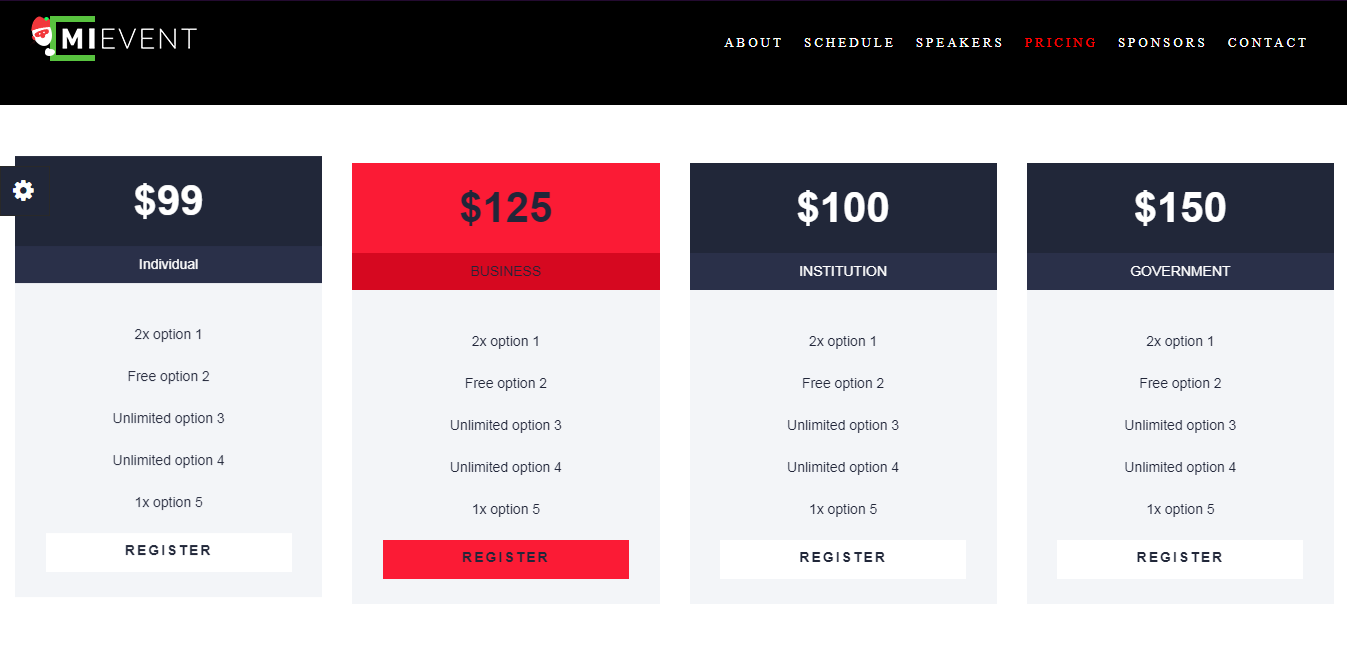 MIEVENT
ABOUT SCHEDULE SPEAKERS PRICING SPONSORS CONTACT
$99
Individual
2x option 1
Free option 2
Unlimited option 3
Unlimited option 4
1x option 5
REGISTER
$125
BUSINESS
2x option 1
Free option 2
Unlimited option 3
Unlimited option 4
1x option 5
REGISTER
$100
INSTITUTION
2x option 1
Free option 2
Unlimited option 3
Unlimited option 4
1x option 5
REGISTER
$150
GOVERNMENT
2x option 1
Free option 2
Unlimited option 3
Unlimited option 4
1x option 5
REGISTER